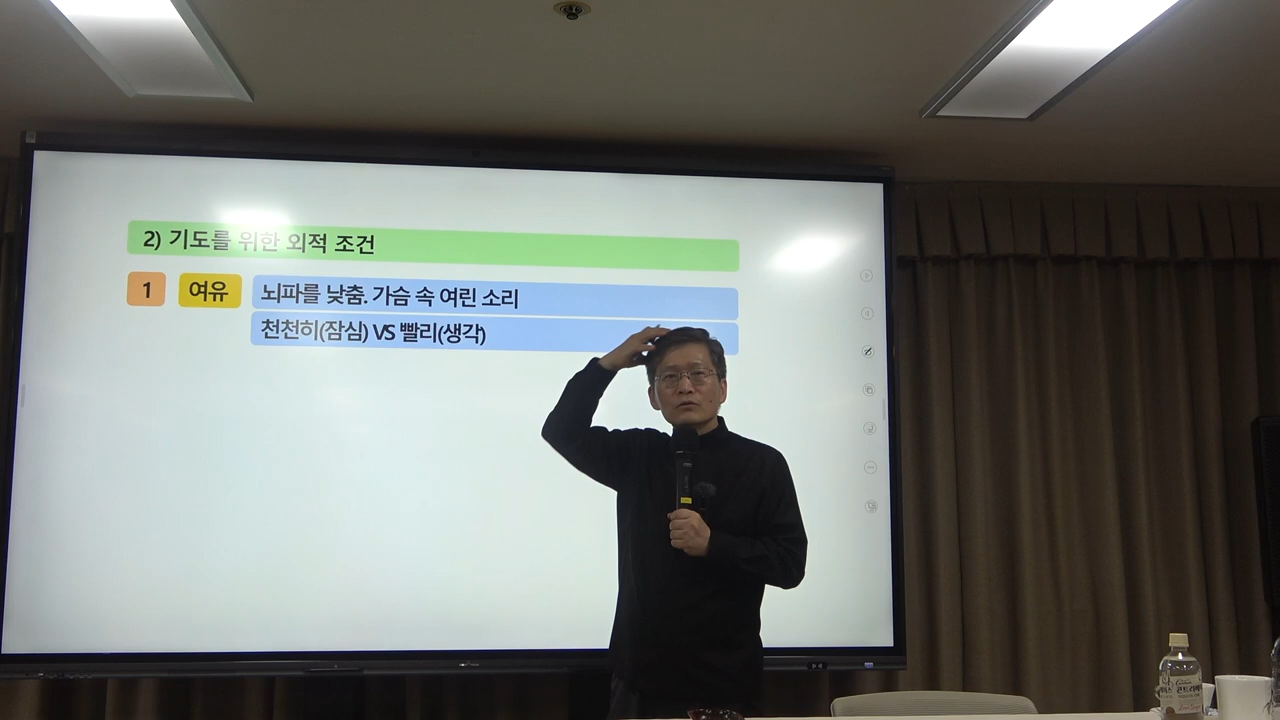 2) 기도를 위한 외적 조건
1 여유 뇌파를 낮춤. 가슴 속 여린 소리
천천히(잠심) VS 빨리(생각)